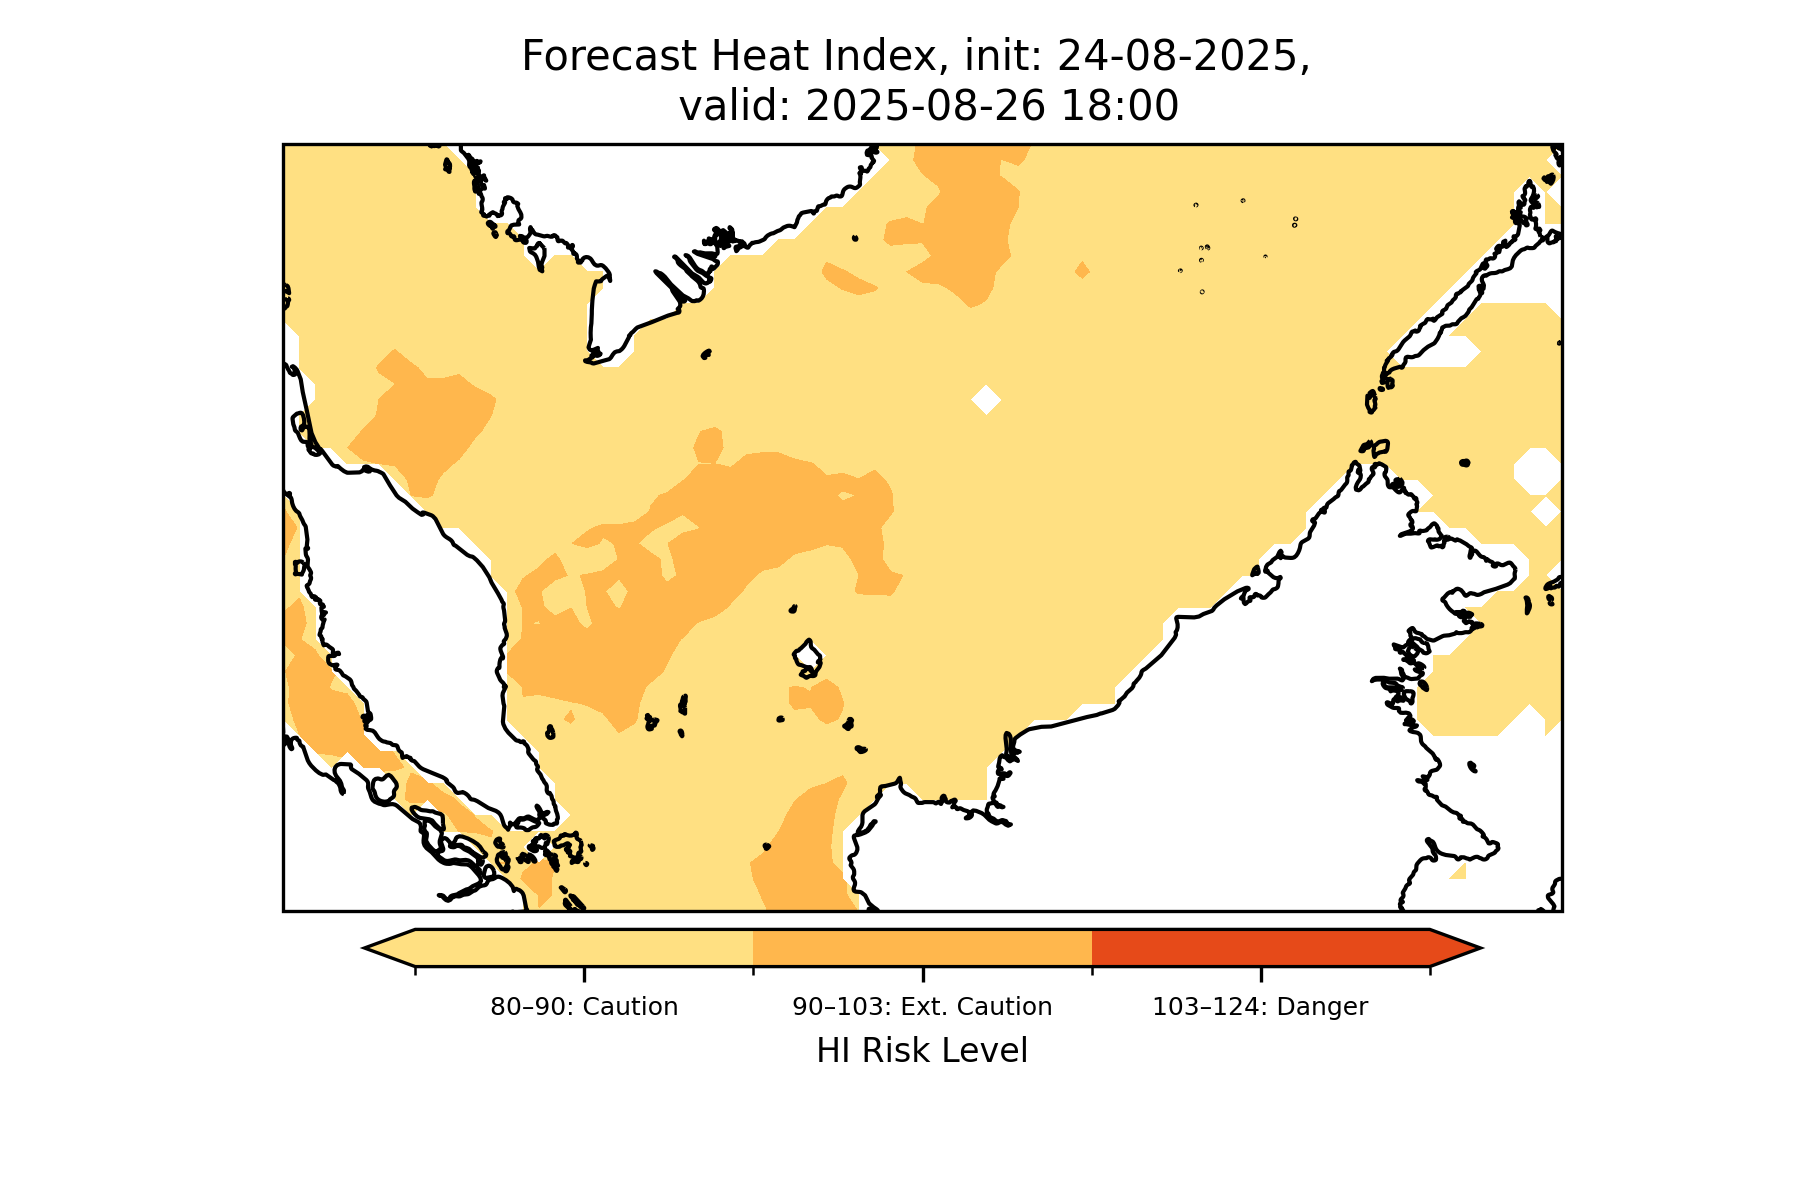 Forecast Heat Index, init: 24-08-2025,
valid: 2025-08-26 18:00
80–90: Caution
90–103: Ext. Caution
103–124: Danger
HI Risk Level